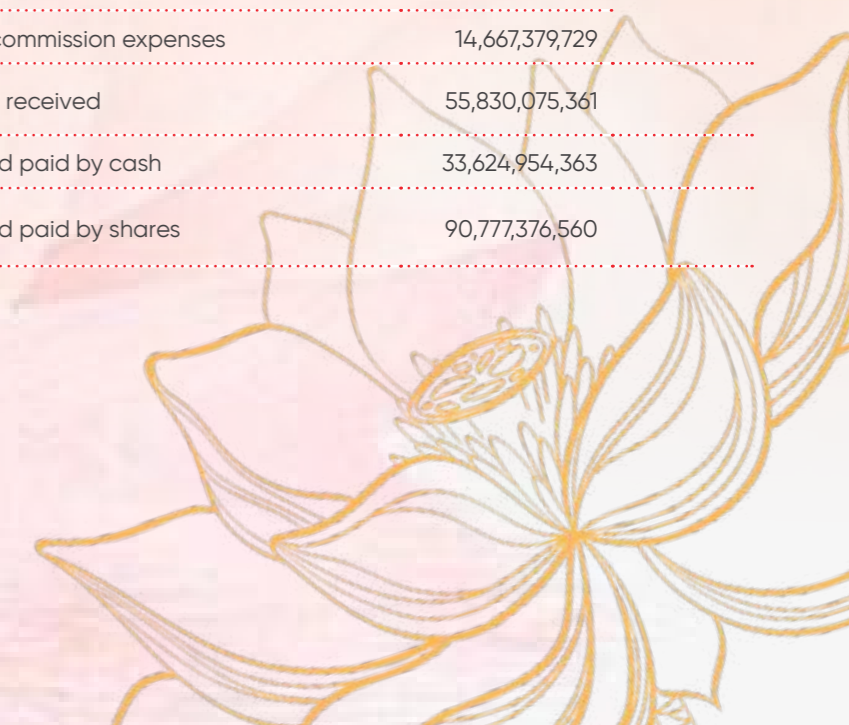 commission expenses 14,667,379,729
received 55,830,075,361
d paid by cash 33,624,954,363
d paid by shares 90,777,376,560